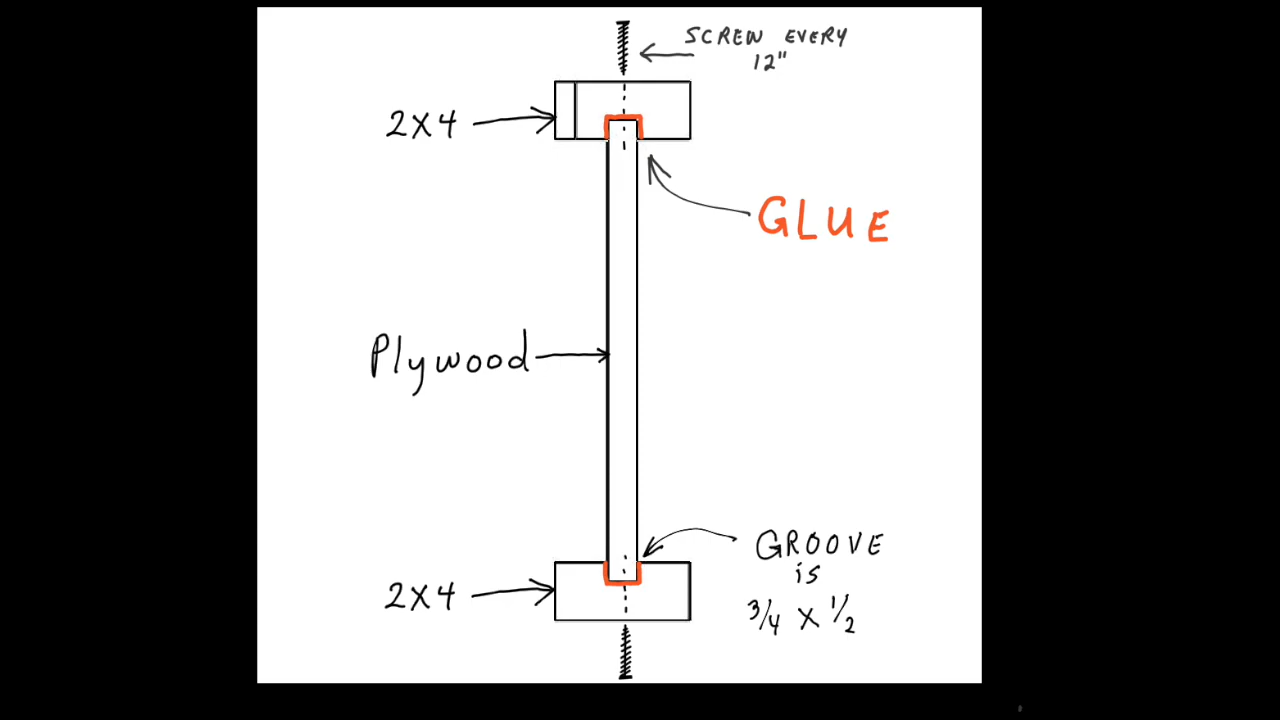 SCREW EVERY
12"
2X4
GLUE
Plywood
GROOVE
is
2X4
3/4 X 1/2